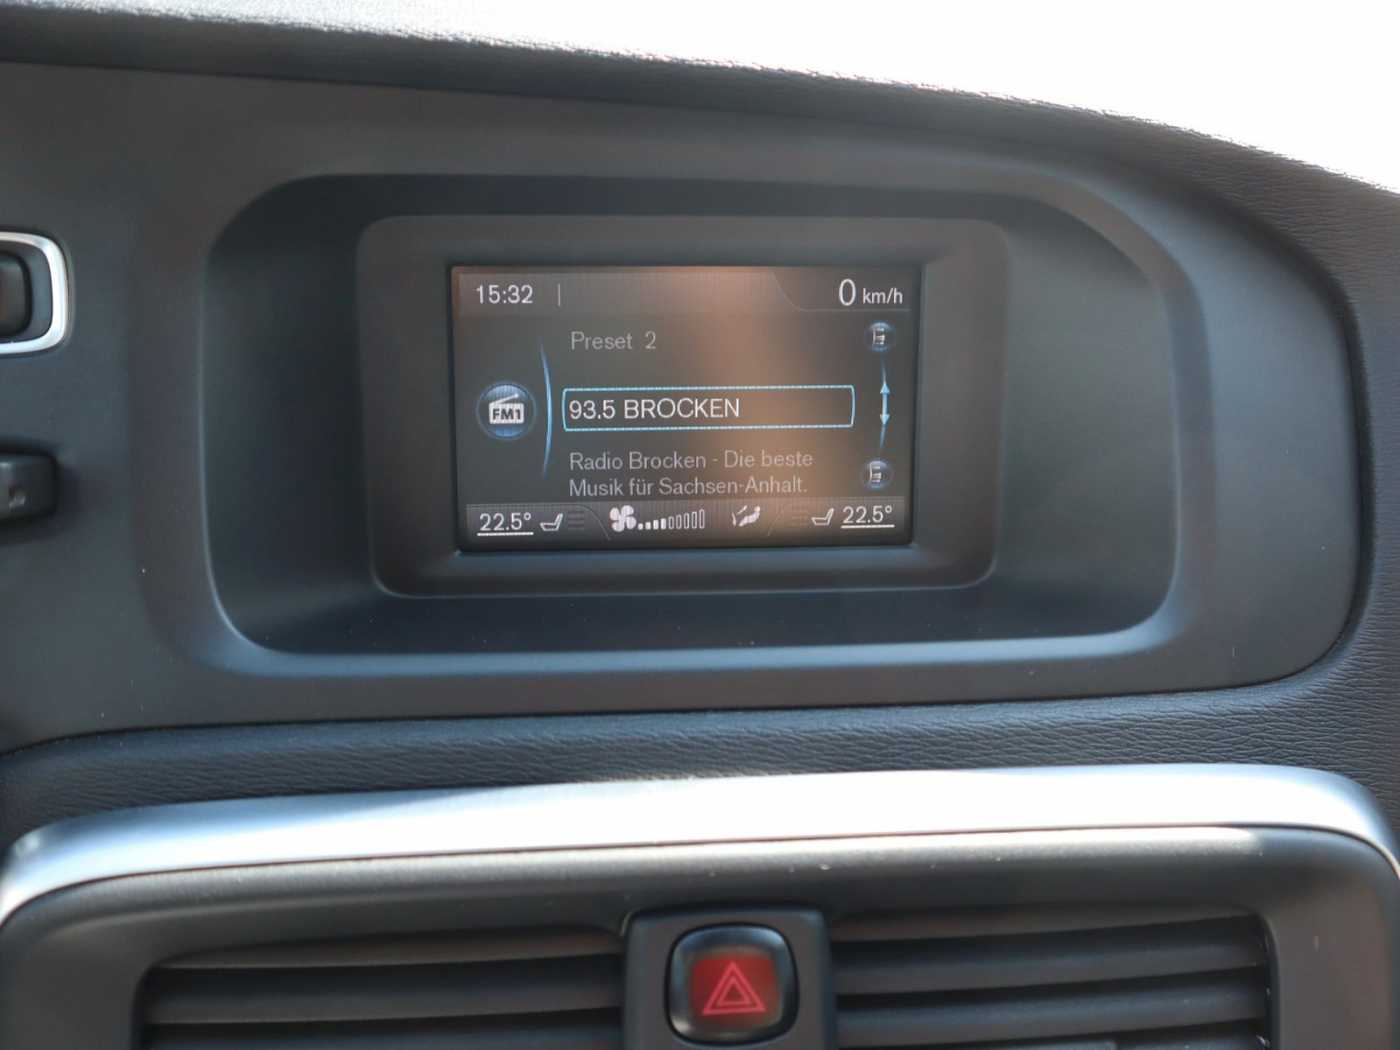 15:32 | 0 km/h
Preset 2
FM1
93.5 BROCKEN
Radio Brocken - Die beste
Musik für Sachsen-Anhalt.
22.5° 22.5°